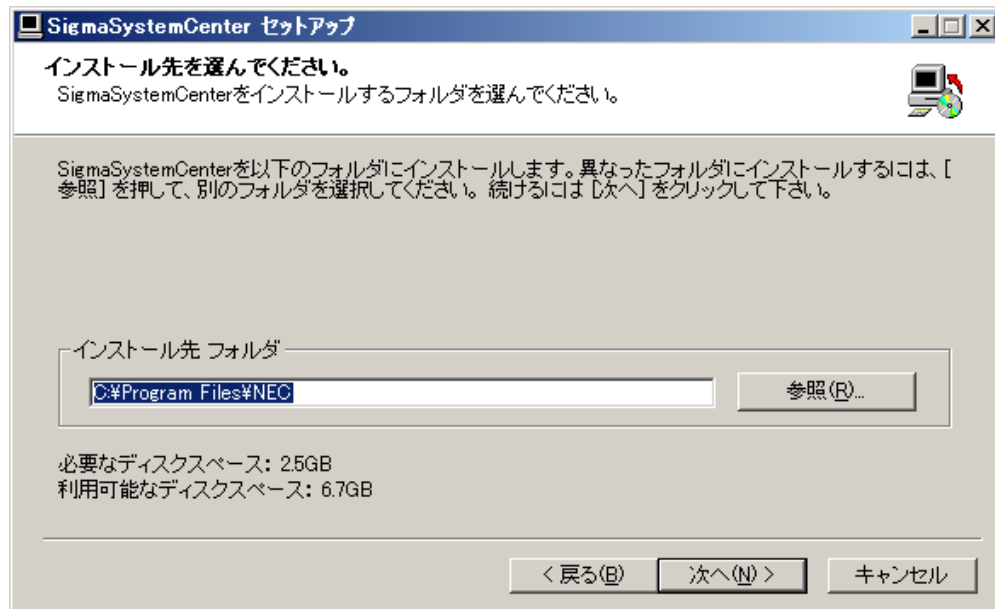 SigmaSystemCenter セットアップ
インストール先を選んでください。
SigmaSystemCenterをインストールするフォルダを選んでください。
SigmaSystemCenterを以下のフォルダにインストールします。異なったフォルダにインストールするには、[
参照] を押して、別のフォルダを選択してください。続けるには [次へ] をクリックして下さい。
インストール先 フォルダ
C:¥Program Files¥NEC
参照(R)...
必要なディスクスペース: 2.5GB
利用可能なディスクスペース: 6.7GB
< 戻る(B)
次へ(N) >
キャンセル